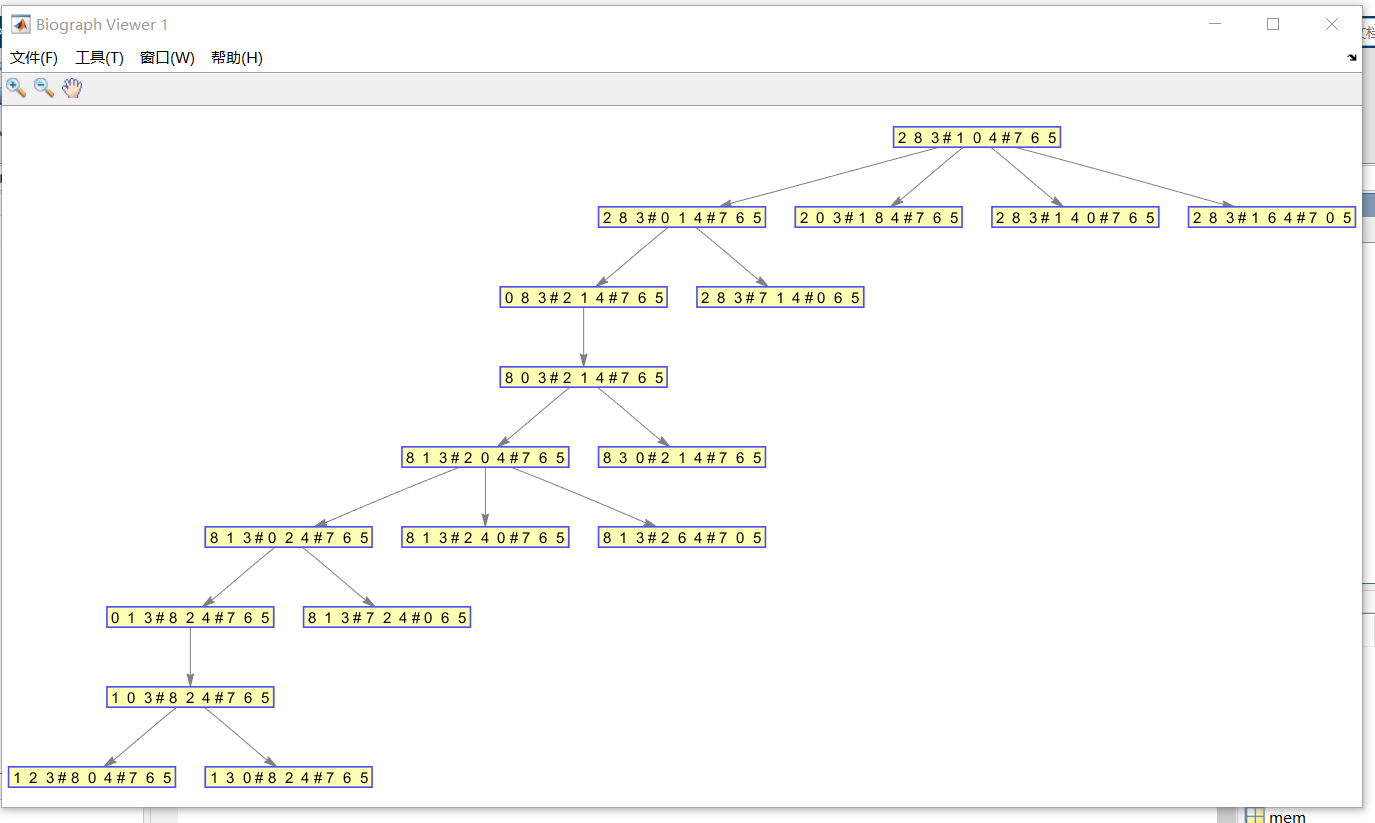 Biograph Viewer 1
文件(F) 工具(T) 窗口(W) 帮助(H)
2 8 3#1 0 4#7 6 5
2 8 3#0 1 4#7 6 5 2 0 3#1 8 4#7 6 5 2 8 3#1 4 0#7 6 5 2 8 3#1 6 4#7 0 5
0 8 3#2 1 4#7 6 5 2 8 3#7 1 4#0 6 5
8 0 3#2 1 4#7 6 5
8 1 3#2 0 4#7 6 5 8 3 0#2 1 4#7 6 5
8 1 3#0 2 4#7 6 5 8 1 3#2 4 0#7 6 5 8 1 3#2 6 4#7 0 5
0 1 3#8 2 4#7 6 5 8 1 3#7 2 4#0 6 5
1 0 3#8 2 4#7 6 5
1 2 3#8 0 4#7 6 5 1 3 0#8 2 4#7 6 5
mem